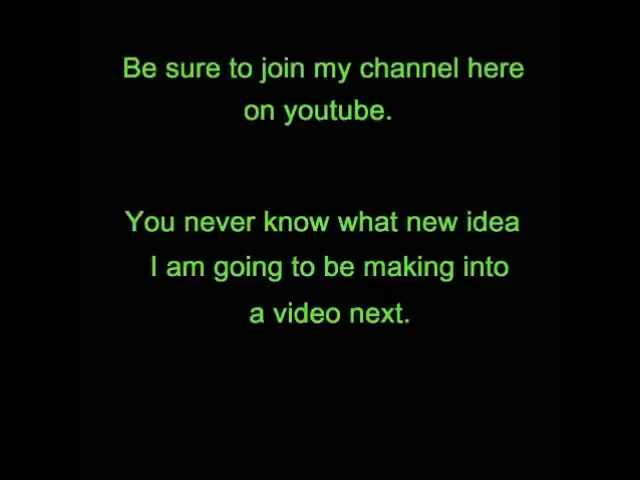 Be sure to join my channel here
on youtube.
You never know what new idea
I am going to be making into
a video next.